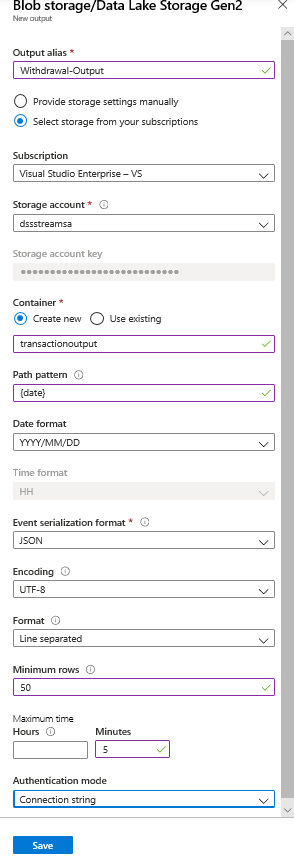 Blob storage/Data Lake Storage Gen2
New output
Output alias *
Withdrawal-Output
Provide storage settings manually
Select storage from your subscriptions
Subscription
Visual Studio Enterprise – VS
Storage account *
dssstreamsa
Storage account key
••••••••••••••••••••••••••••
Container *
Create new Use existing
transactionoutput
Path pattern
{date}
Date format
YYYY/MM/DD
Time format
HH
Event serialization format *
JSON
Encoding
UTF-8
Format
Line separated
Minimum rows
50
Maximum time
Hours Minutes
5
Authentication mode
Connection string
Save